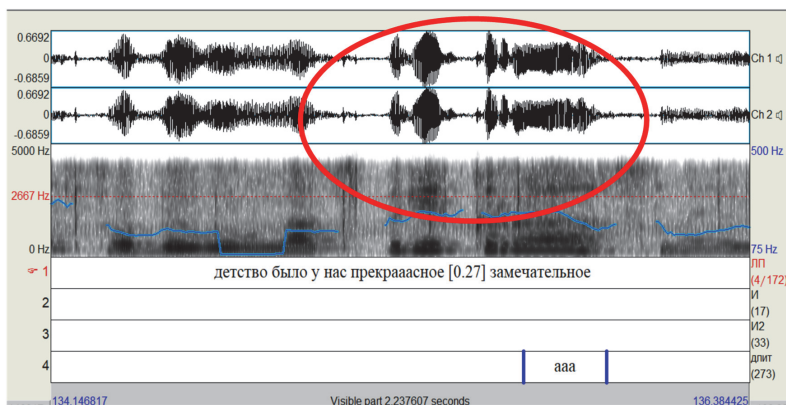 0.6692
0
-0.6859
0.6692
0
-0.6859
5000 Hz
2667 Hz
0 Hz
Ch 1
Ch 2
500 Hz
75 Hz
1 детство было у нас прекрааасное [0.27] замечательное ЛП (4/172)
2 И (17)
3 И2 (33)
4 ааа длит (273)
134.146817 Visible part 2.237607 seconds 136.384425